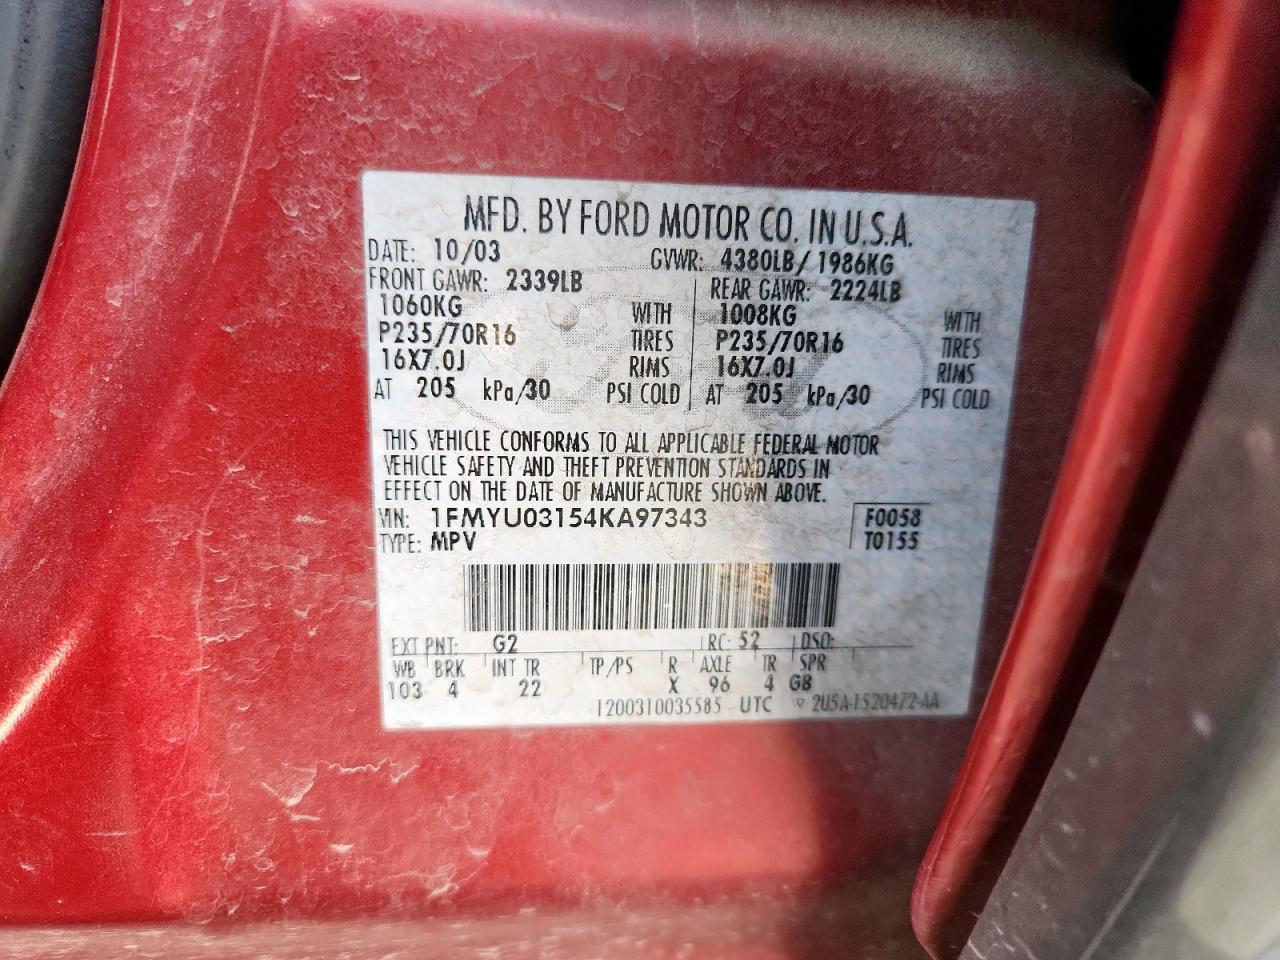 MFD. BY FORD MOTOR CO. IN U.S.A.
DATE: 10/03 GVWR: 4380LB/ 1986KG
FRONT GAWR: 2339LB REAR GAWR: 2224LB
1060KG WITH 1008KG WITH
P235/70R16 TIRES P235/70R16 TIRES
16X7.0J RIMS 16X7.0J RIMS
AT 205 kPa/30 PSI COLD AT 205 kPa/30 PSI COLD
THIS VEHICLE CONFORMS TO ALL APPLICABLE FEDERAL MOTOR
VEHICLE SAFETY AND THEFT PREVENTION STANDARDS IN
EFFECT ON THE DATE OF MANUFACTURE SHOWN ABOVE.
VIN: 1FMYU03154KA97343 F0058
TYPE: MPV T0155
EXT PNT: G2 RC: 52 DSO:
WB BRK INT TR TP/PS R AXLE TR SPR
103 4 22 X 96 4 GB
1200310035585 UTC ▽ 2U5A-1520472-AA